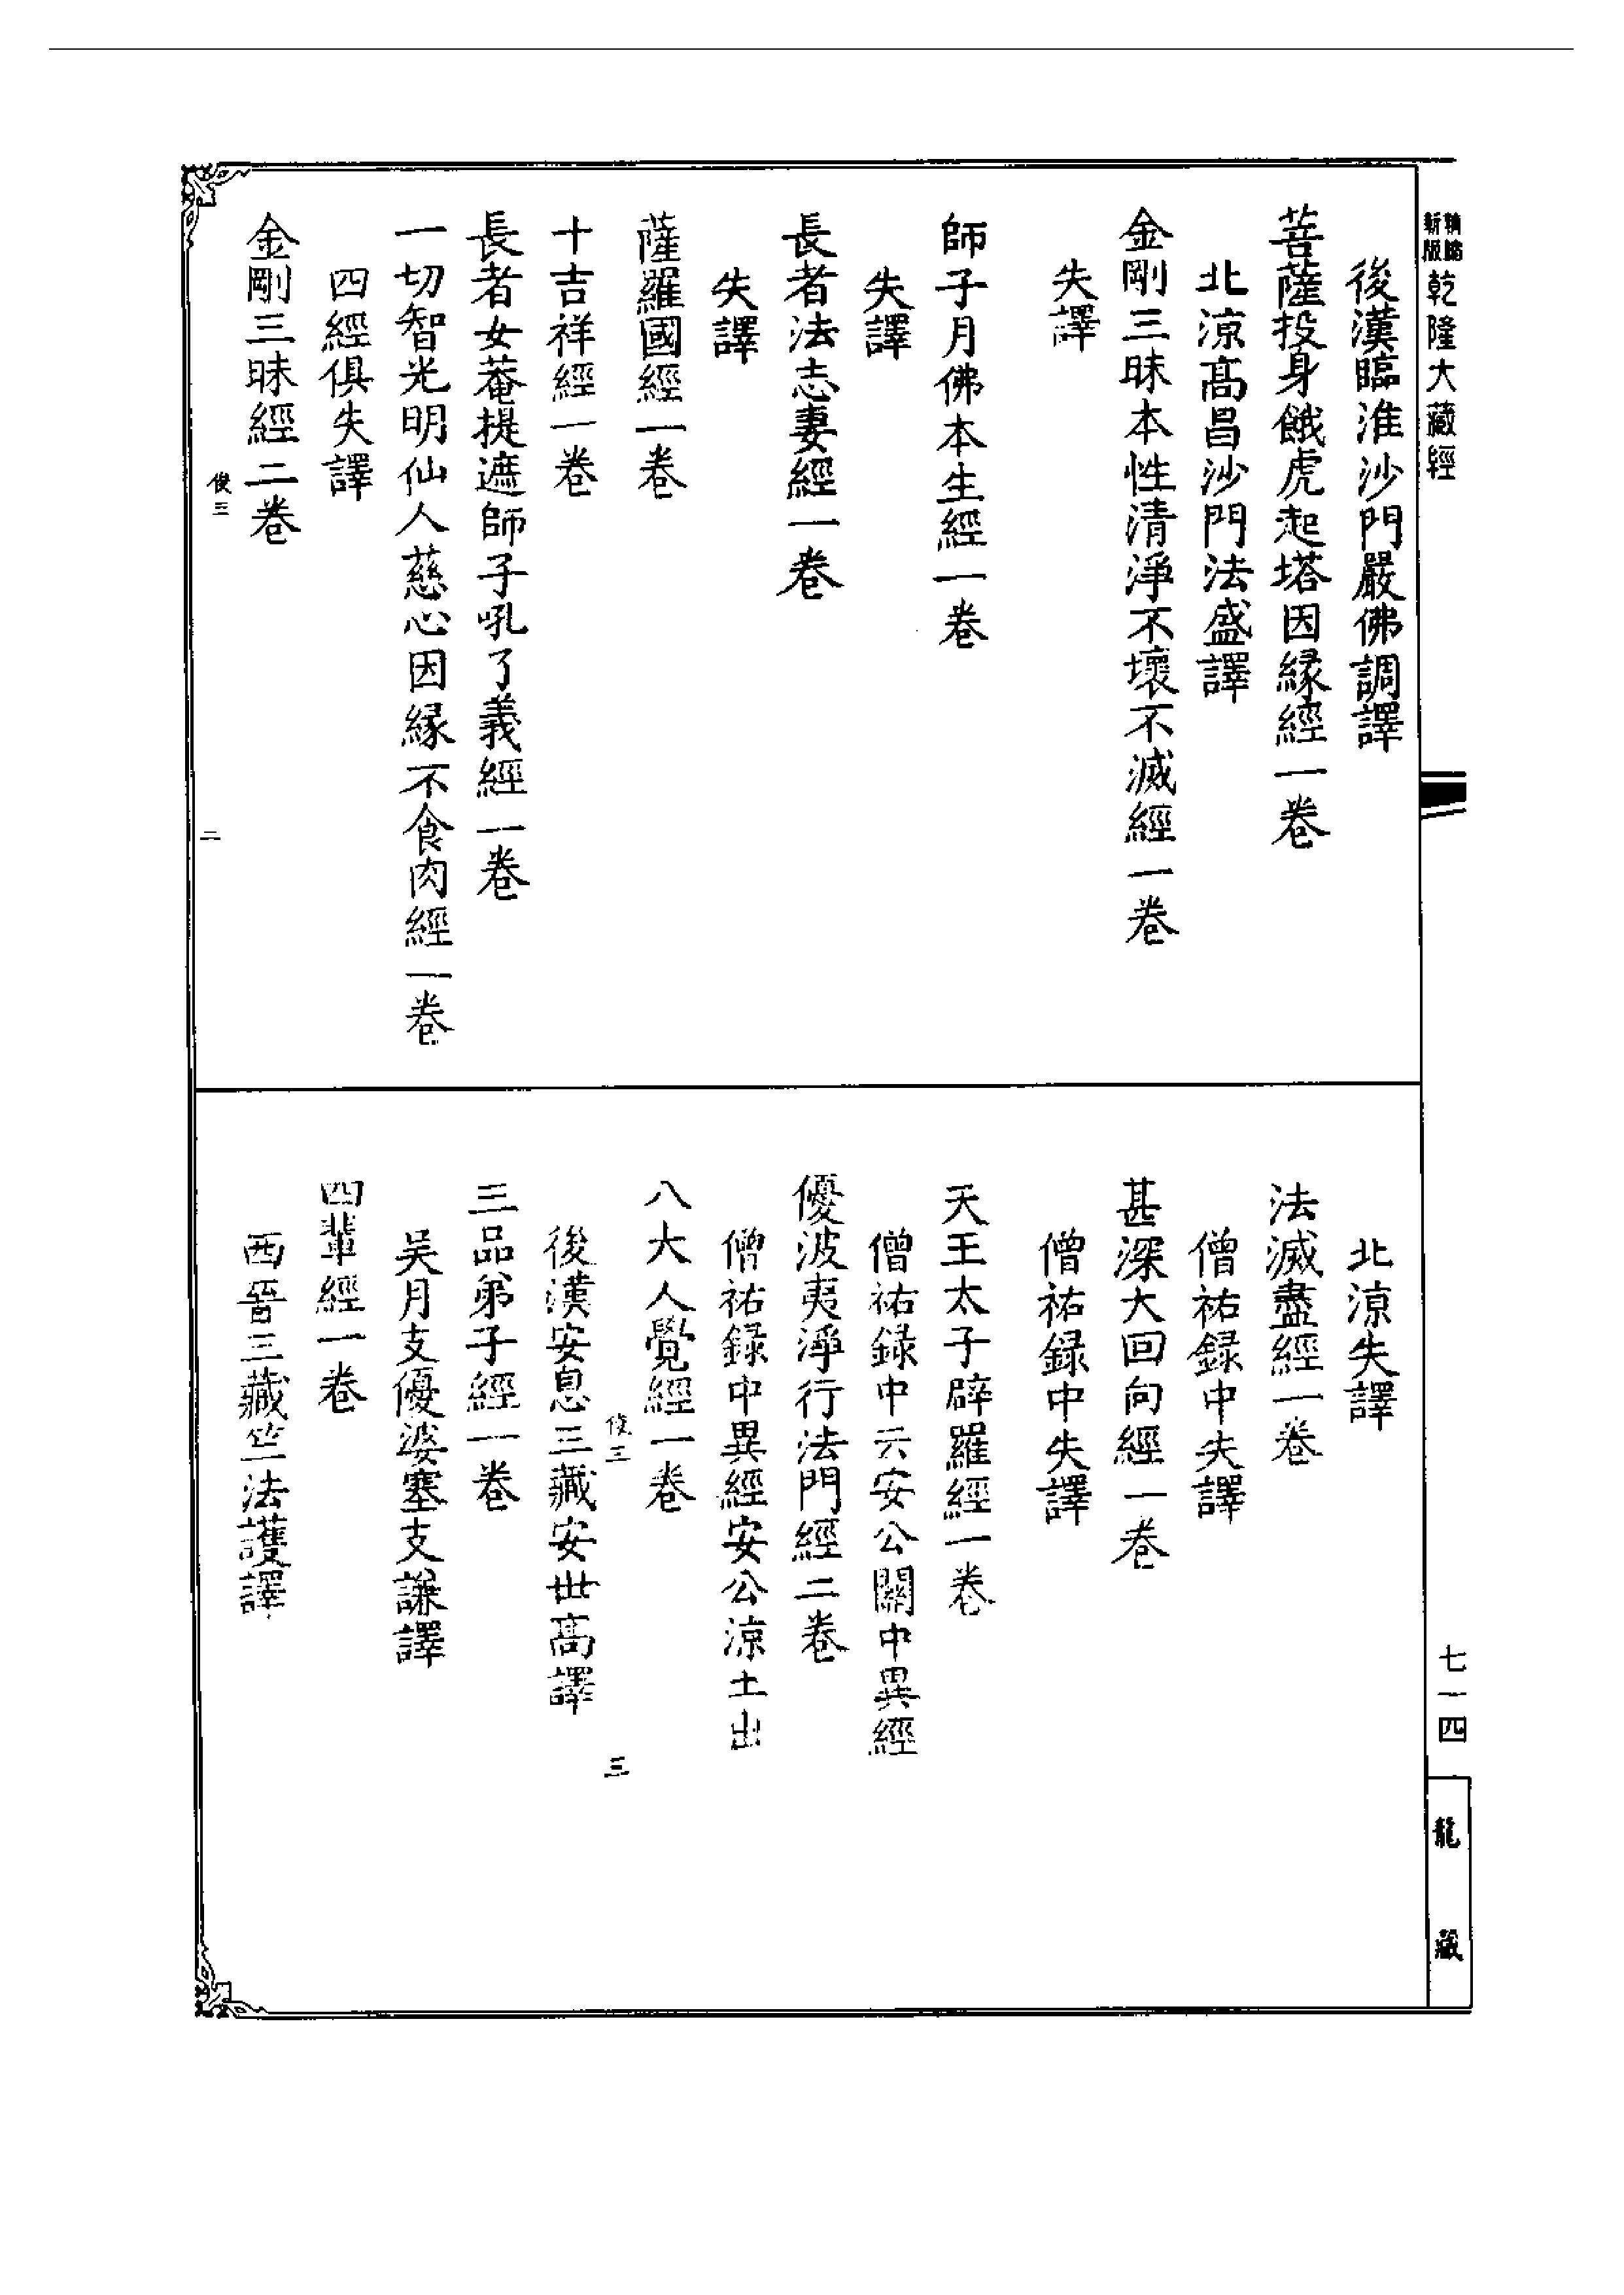 新版
精縮
乾隆大藏經
後漢臨淮沙門嚴佛調譯
菩薩投身餓虎起塔因緣經一卷
北涼高昌沙門法盛譯
金剛三昧本性清淨不壞不滅經一卷
失譯
師子月佛本生經一卷
失譯
長者法志妻經一卷
失譯
薩羅國經一卷
十吉祥經一卷
長者女菴提遮師子吼了義經一卷
一切智光明仙人慈心因緣不食肉經一卷
四經俱失譯
金剛三昧經二卷
俊三
二
北涼失譯
法滅盡經一卷
僧祐録中失譯
甚深大回向經一卷
僧祐録中失譯
天王太子辟羅經一卷
僧祐録中云安公關中異經
優波夷淨行法門經二卷
僧祐録中異經安公涼土出
八大人覺經一卷
俊三
三
後漢安息三藏安世高譯
三品弟子經一卷
吳月支優婆塞支謙譯
四輩經一卷
西晉三藏竺法護譯
七一四
龍藏